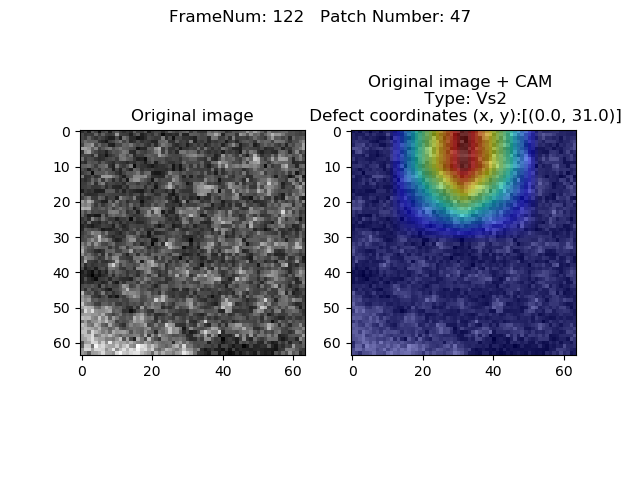 FrameNum: 122   Patch Number: 47
Original image
Original image + CAM
Type: Vs2
Defect coordinates (x, y):[(0.0, 31.0)]
0
10
20
30
40
50
60
0 20 40 60
0
10
20
30
40
50
60
0 20 40 60